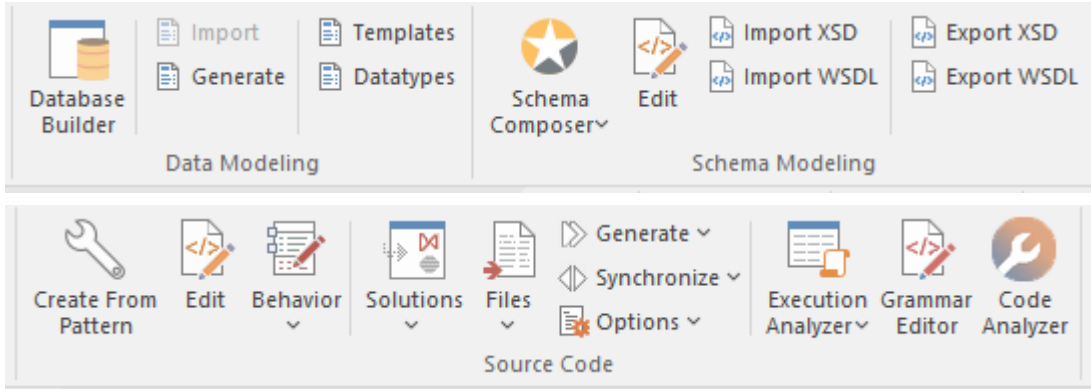 Database
Builder
Import
Generate
Templates
Datatypes
Data Modeling
Schema
Composer
Edit
Import XSD
Import WSDL
Export XSD
Export WSDL
Schema Modeling
Create From
Pattern
Edit
Behavior
Solutions
Files
Generate
Synchronize
Options
Execution
Analyzer
Grammar
Editor
Code
Analyzer
Source Code